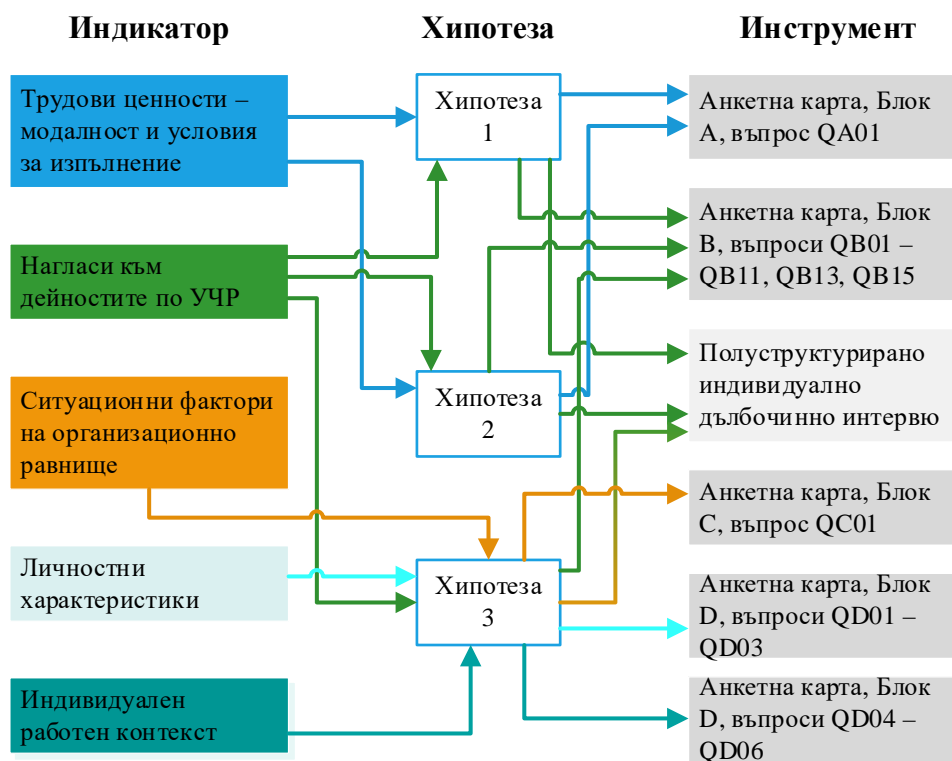 Индикатор
Хипотеза
Инструмент
Трудови ценности –
модалност и условия
за изпълнение
Хипотеза
1
Анкетна карта, Блок
А, въпрос QA01
Нагласи към
дейностите по УЧР
Анкетна карта, Блок
B, въпроси QB01 –
QB11, QB13, QB15
Ситуационни фактори
на организационно
равнище
Хипотеза
2
Полуструктурирано
индивидуално
дълбочинно интервю
Личностни
характеристики
Хипотеза
3
Анкетна карта, Блок
C, въпрос QC01
Анкетна карта, Блок
D, въпроси QD01 –
QD03
Индивидуален
работен контекст
Анкетна карта, Блок
D, въпроси QD04 –
QD06